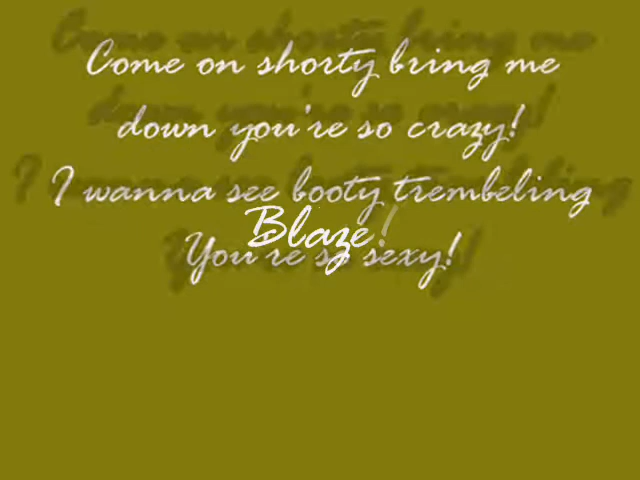 Come on shorty bring me
down you're so crazy!
I wanna see booty trembeling
Blaze!
You're so sexy!